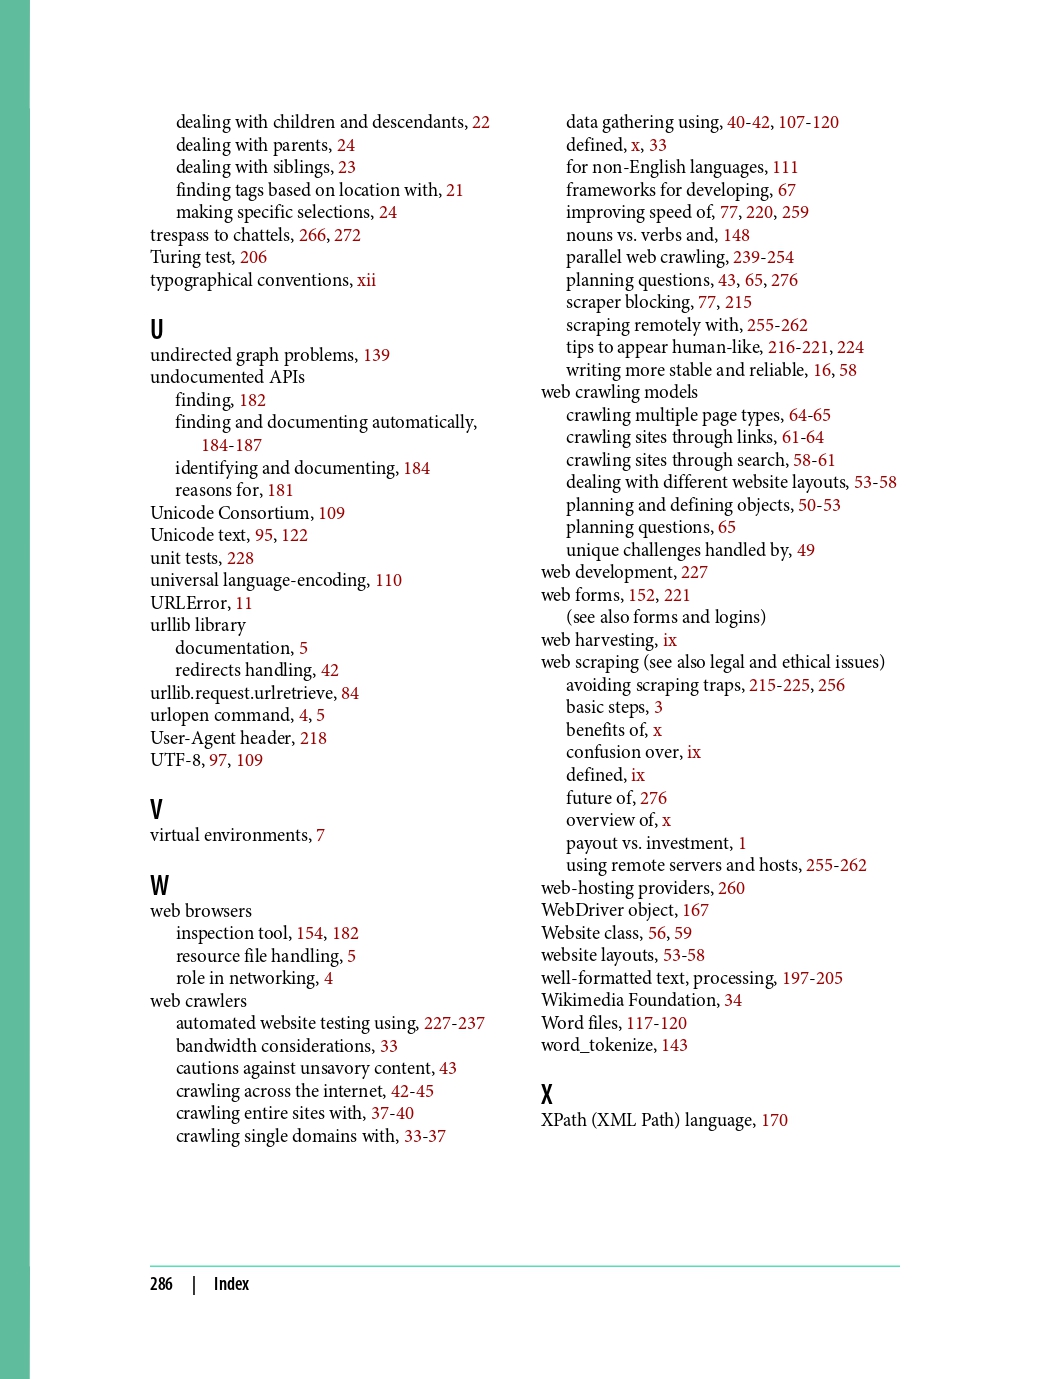 dealing with children and descendants, 22
dealing with parents, 24
dealing with siblings, 23
finding tags based on location with, 21
making specific selections, 24
trespass to chattels, 266, 272
Turing test, 206
typographical conventions, xii
U
undirected graph problems, 139
undocumented APIs
finding, 182
finding and documenting automatically,
184-187
identifying and documenting, 184
reasons for, 181
Unicode Consortium, 109
Unicode text, 95, 122
unit tests, 228
universal language-encoding, 110
URLError, 11
urllib library
documentation, 5
redirects handling, 42
urllib.request.urlretrieve, 84
urlopen command, 4, 5
User-Agent header, 218
UTF-8, 97, 109
V
virtual environments, 7
W
web browsers
inspection tool, 154, 182
resource file handling, 5
role in networking, 4
web crawlers
automated website testing using, 227-237
bandwidth considerations, 33
cautions against unsavory content, 43
crawling across the internet, 42-45
crawling entire sites with, 37-40
crawling single domains with, 33-37
data gathering using, 40-42, 107-120
defined, x, 33
for non-English languages, 111
frameworks for developing, 67
improving speed of, 77, 220, 259
nouns vs. verbs and, 148
parallel web crawling, 239-254
planning questions, 43, 65, 276
scraper blocking, 77, 215
scraping remotely with, 255-262
tips to appear human-like, 216-221, 224
writing more stable and reliable, 16, 58
web crawling models
crawling multiple page types, 64-65
crawling sites through links, 61-64
crawling sites through search, 58-61
dealing with different website layouts, 53-58
planning and defining objects, 50-53
planning questions, 65
unique challenges handled by, 49
web development, 227
web forms, 152, 221
(see also forms and logins)
web harvesting, ix
web scraping (see also legal and ethical issues)
avoiding scraping traps, 215-225, 256
basic steps, 3
benefits of, x
confusion over, ix
defined, ix
future of, 276
overview of, x
payout vs. investment, 1
using remote servers and hosts, 255-262
web-hosting providers, 260
WebDriver object, 167
Website class, 56, 59
website layouts, 53-58
well-formatted text, processing, 197-205
Wikimedia Foundation, 34
Word files, 117-120
word_tokenize, 143
X
XPath (XML Path) language, 170
286 | Index